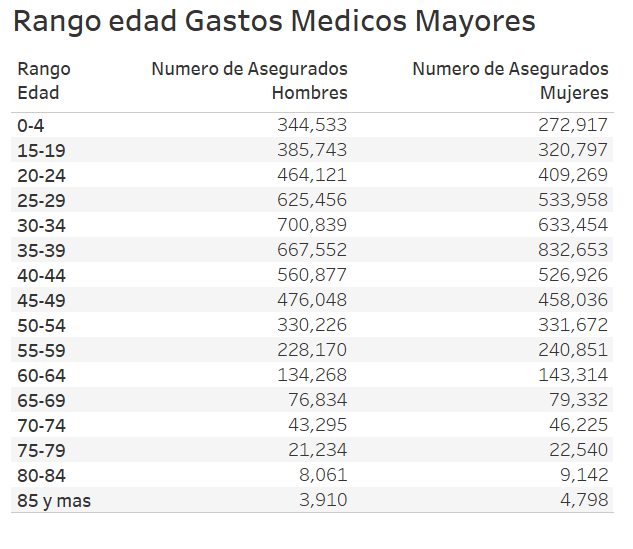 Rango edad Gastos Medicos Mayores
Rango Edad Numero de Asegurados Hombres Numero de Asegurados Mujeres
0-4 344,533 272,917
15-19 385,743 320,797
20-24 464,121 409,269
25-29 625,456 533,958
30-34 700,839 633,454
35-39 667,552 832,653
40-44 560,877 526,926
45-49 476,048 458,036
50-54 330,226 331,672
55-59 228,170 240,851
60-64 134,268 143,314
65-69 76,834 79,332
70-74 43,295 46,225
75-79 21,234 22,540
80-84 8,061 9,142
85 y mas 3,910 4,798